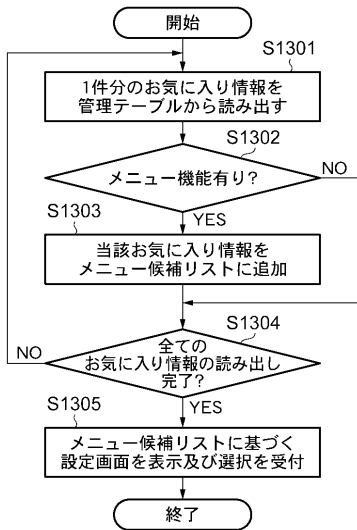 開始
S1301
1件分のお気に入り情報を
管理テーブルから読み出す
S1302
メニュー機能有り?
NO
YES
S1303
当該お気に入り情報を
メニュー候補リストに追加
S1304
全ての
お気に入り情報の読み出し
完了?
NO
YES
S1305
メニュー候補リストに基づく
設定画面を表示及び選択を受付
終了